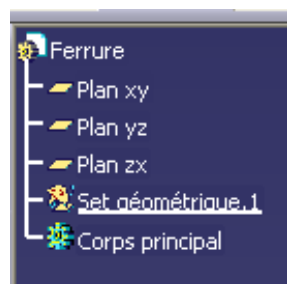 Ferrure
Plan xy
Plan yz
Plan zx
Set géométrique.1
Corps principal